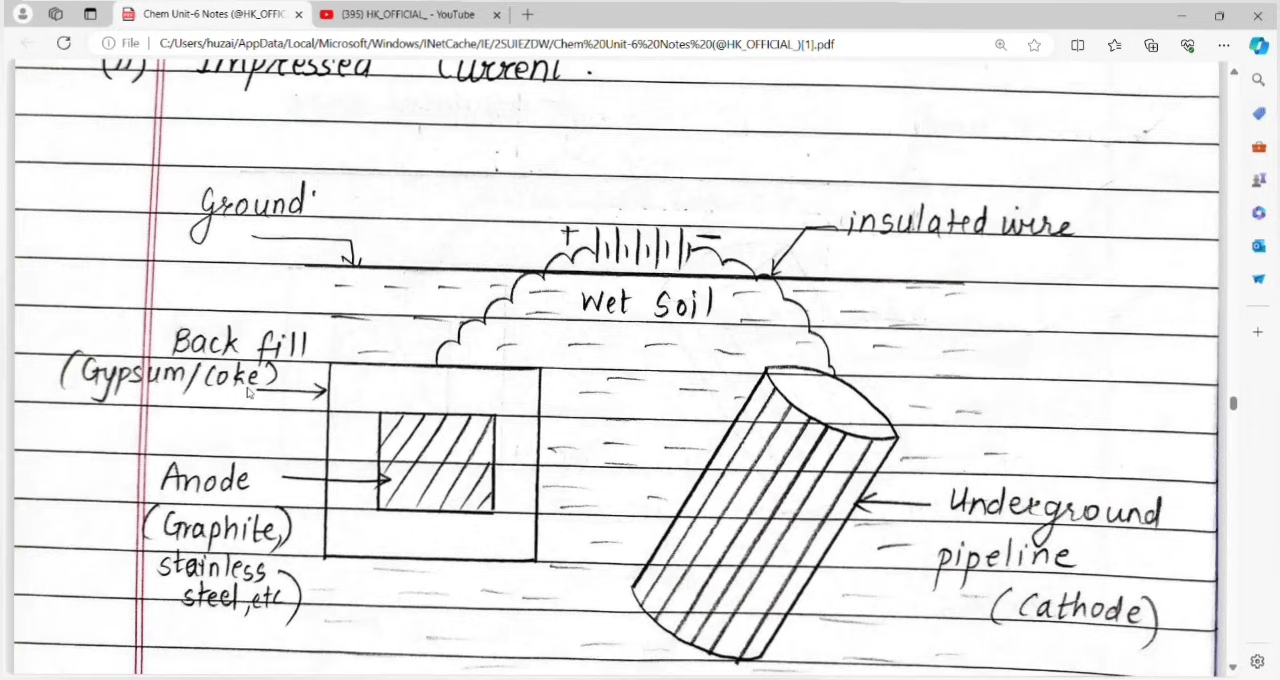 Chem Unit-6 Notes (@HK_OFFIC
(395) HK_OFFICIAL_ - YouTube
File
C:/Users/huzai/AppData/Local/Microsoft/Windows/INetCache/IE/2SUIEZDW/Chem%20Unit-6%20Notes%20(@HK_OFFICIAL_)[1].pdf
(ii) Impressed Current.
Ground
insulated wire
+ −
Wet Soil
Back fill
(Gypsum/Coke)
Anode
(Graphite,)
stainless
steel, etc)
Underground
pipeline
(Cathode)